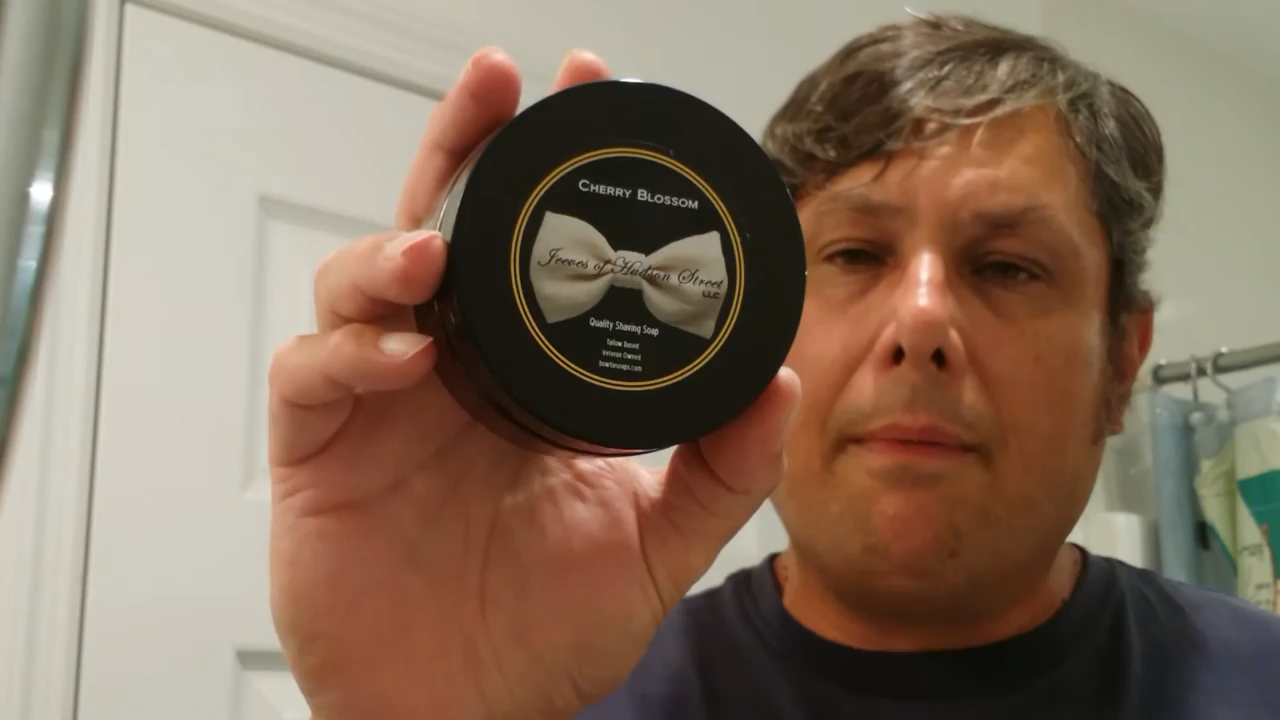 Cherry Blossom
Jeeves of Hudson Street
LLC
Quality Shaving Soap
Tallow Based
Veteran Owned
bowtiesoaps.com